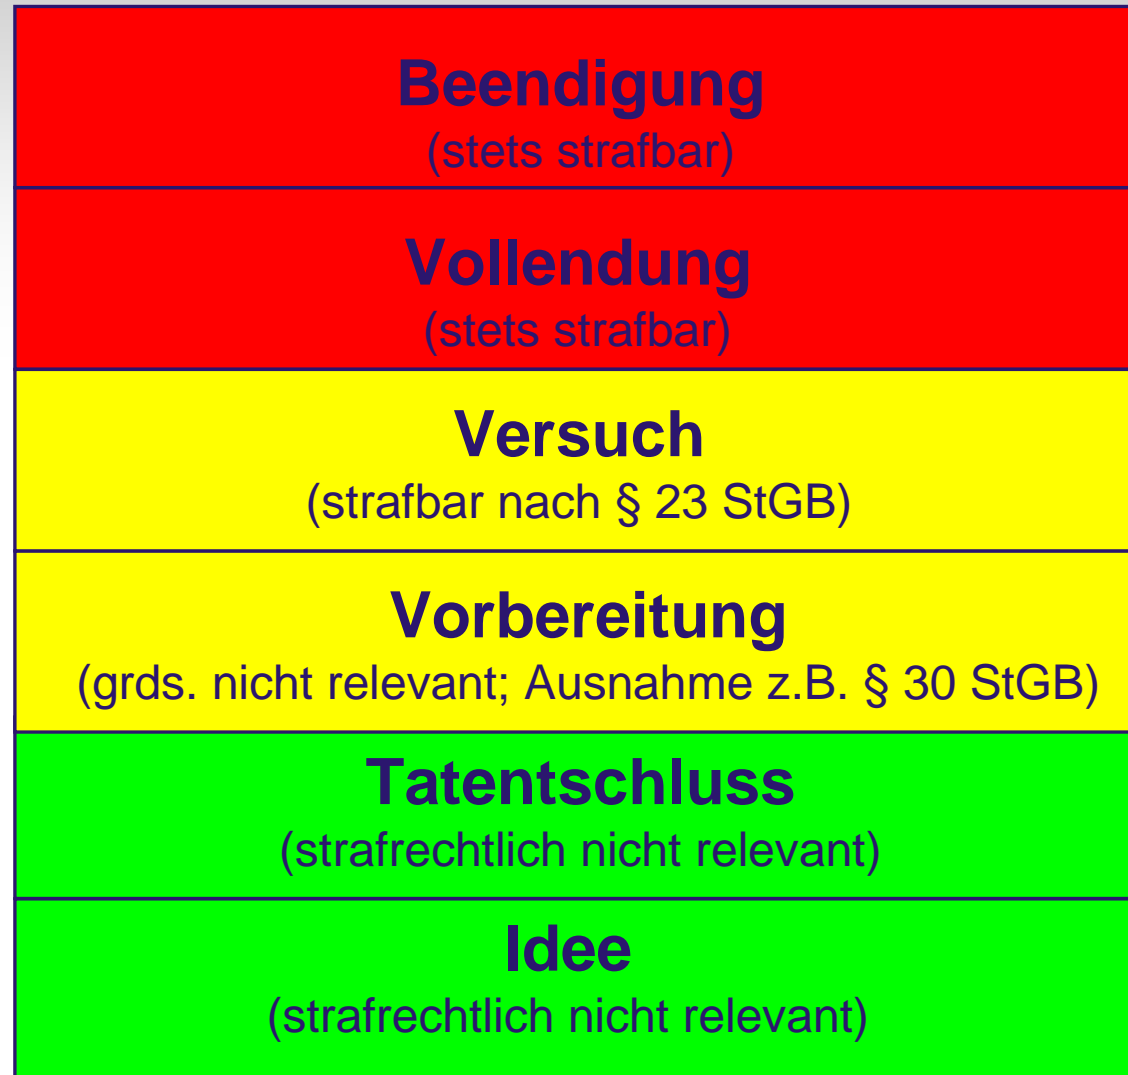 Beendigung
(stets strafbar)
Vollendung
(stets strafbar)
Versuch
(strafbar nach § 23 StGB)
Vorbereitung
(grds. nicht relevant; Ausnahme z.B. § 30 StGB)
Tatentschluss
(strafrechtlich nicht relevant)
Idee
(strafrechtlich nicht relevant)